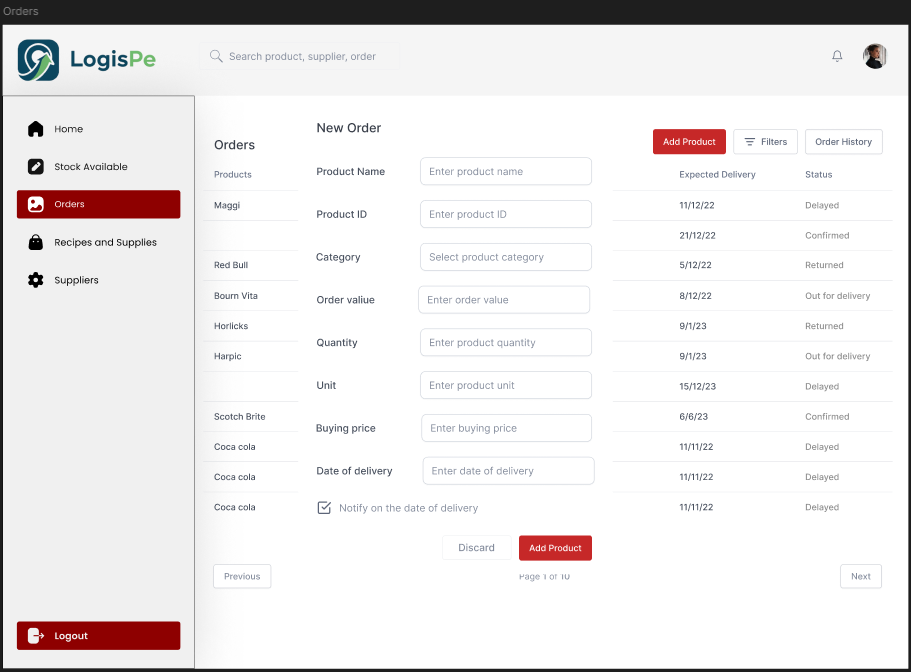 Orders
LogisPe
Search product, supplier, order
Home
Stock Available
Orders
Recipes and Supplies
Suppliers
Logout
Orders
New Order
Add Product
Filters
Order History
Products
Expected Delivery
Status
Maggi
11/12/22
Delayed
21/12/22
Confirmed
Red Bull
5/12/22
Returned
Bourn Vita
8/12/22
Out for delivery
Horlicks
9/1/23
Returned
Harpic
9/1/23
Out for delivery
15/12/23
Delayed
Scotch Brite
6/6/23
Confirmed
Coca cola
11/11/22
Delayed
Coca cola
11/11/22
Delayed
Coca cola
11/11/22
Delayed
Product Name
Enter product name
Product ID
Enter product ID
Category
Select product category
Order valiue
Enter order value
Quantity
Enter product quantity
Unit
Enter product unit
Buying price
Enter buying price
Date of delivery
Enter date of delivery
Notify on the date of delivery
Discard
Add Product
Previous
Page 1 of 10
Next